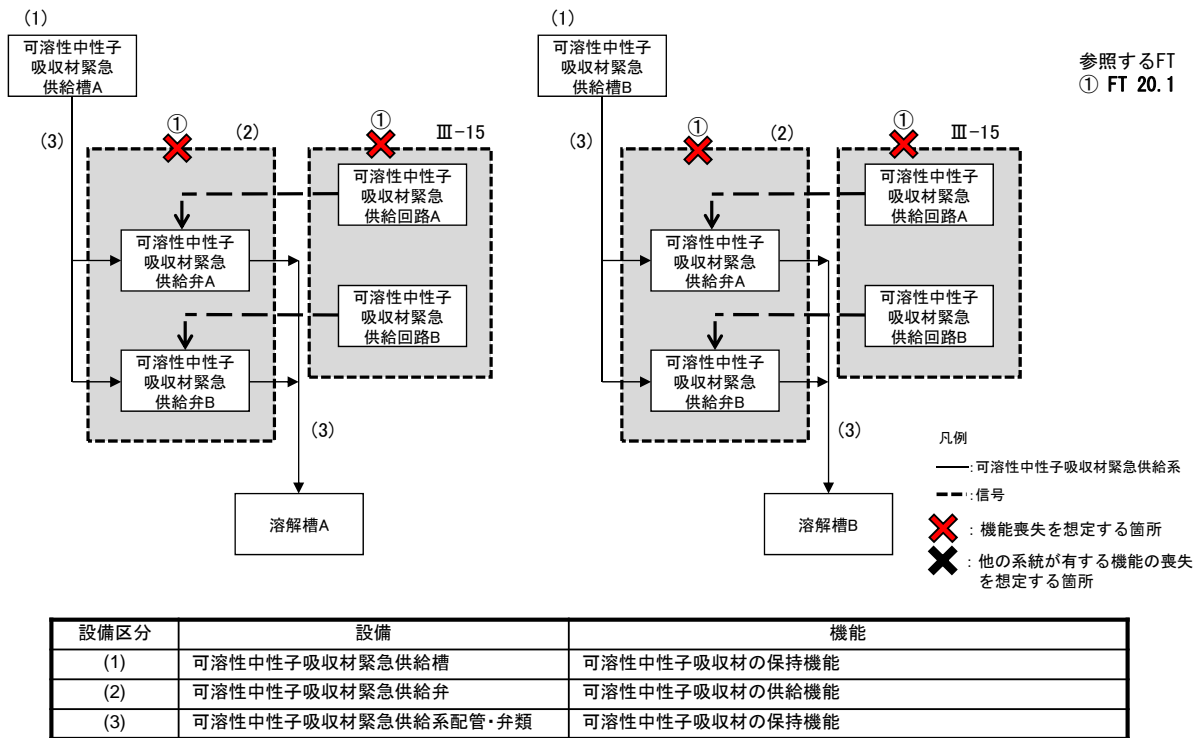 (1)
可溶性中性子
吸収材緊急
供給槽A
(3)
①
(2)
①
Ⅲ-15
可溶性中性子
吸収材緊急
供給回路A
可溶性中性子
吸収材緊急
供給弁A
可溶性中性子
吸収材緊急
供給回路B
可溶性中性子
吸収材緊急
供給弁B
(3)
溶解槽A
(1)
可溶性中性子
吸収材緊急
供給槽B
(3)
①
(2)
①
Ⅲ-15
可溶性中性子
吸収材緊急
供給回路A
可溶性中性子
吸収材緊急
供給弁A
可溶性中性子
吸収材緊急
供給回路B
可溶性中性子
吸収材緊急
供給弁B
(3)
溶解槽B
参照するFT
① FT 20.1
凡例
:可溶性中性子吸収材緊急供給系
:信号
: 機能喪失を想定する箇所
: 他の系統が有する機能の喪失
を想定する箇所
設備区分 設備 機能
(1) 可溶性中性子吸収材緊急供給槽 可溶性中性子吸収材の保持機能
(2) 可溶性中性子吸収材緊急供給弁 可溶性中性子吸収材の供給機能
(3) 可溶性中性子吸収材緊急供給系配管・弁類 可溶性中性子吸収材の保持機能